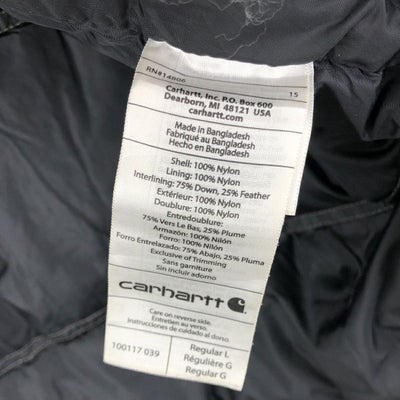 RN#14806 15
Carhartt, Inc. P.O. Box 600
Dearborn, MI 48121 USA
carhartt.com
Made in Bangladesh
Fabriqué au Bangladesh
Hecho en Bangladesh
Shell: 100% Nylon
Lining: 100% Nylon
Interlining: 75% Down, 25% Feather
Extérieur: 100% Nylon
Doublure: 100% Nylon
Entredoublure:
75% Vers Le Bas, 25% Plume
Armazón: 100% Nilón
Forro: 100% Nilón
Forro Entrelazado: 75% Abajo, 25% Pluma
Exclusive of Trimming
Sans garniture
Sin incluir adorno
carhartt
Care on reverse side.
Entretien au verso.
Instrucciones de cuidado al dorso.
100117 039
Regular L
Régulière G
Regular G